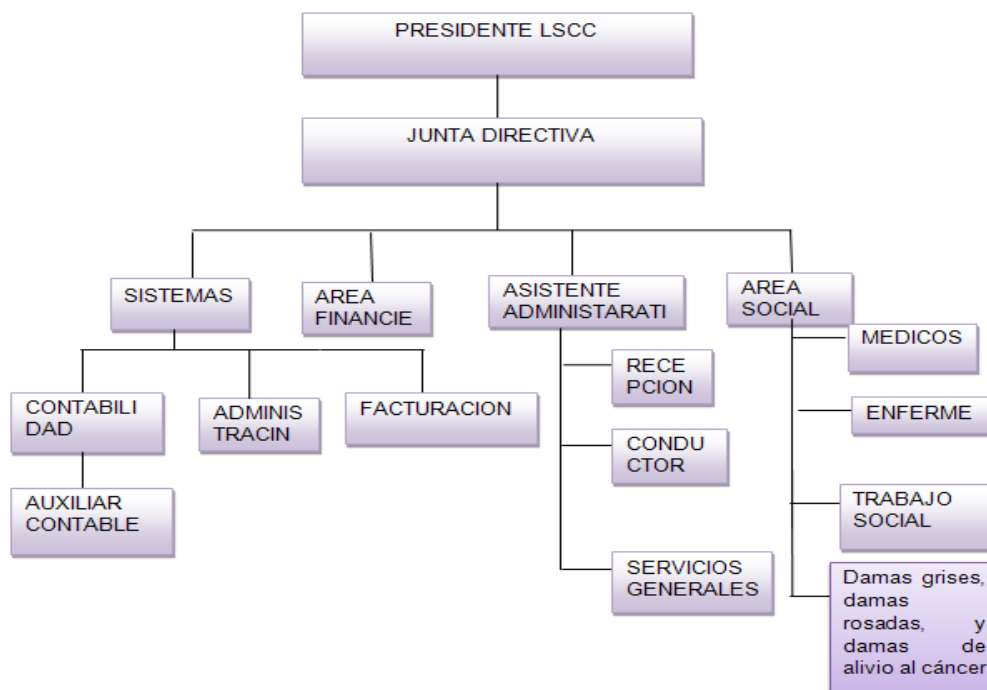 PRESIDENTE LSCC
JUNTA DIRECTIVA
SISTEMAS
AREA
FINANCIE
ASISTENTE
ADMINISTARATI
AREA
SOCIAL
MEDICOS
RECE
PCION
CONTABILI
DAD
ADMINIS
TRACIN
FACTURACION
ENFERME
CONDU
CTOR
AUXILIAR
CONTABLE
TRABAJO
SOCIAL
SERVICIOS
GENERALES
Damas grises,
damas
rosadas, y
damas de
alivio al cáncer